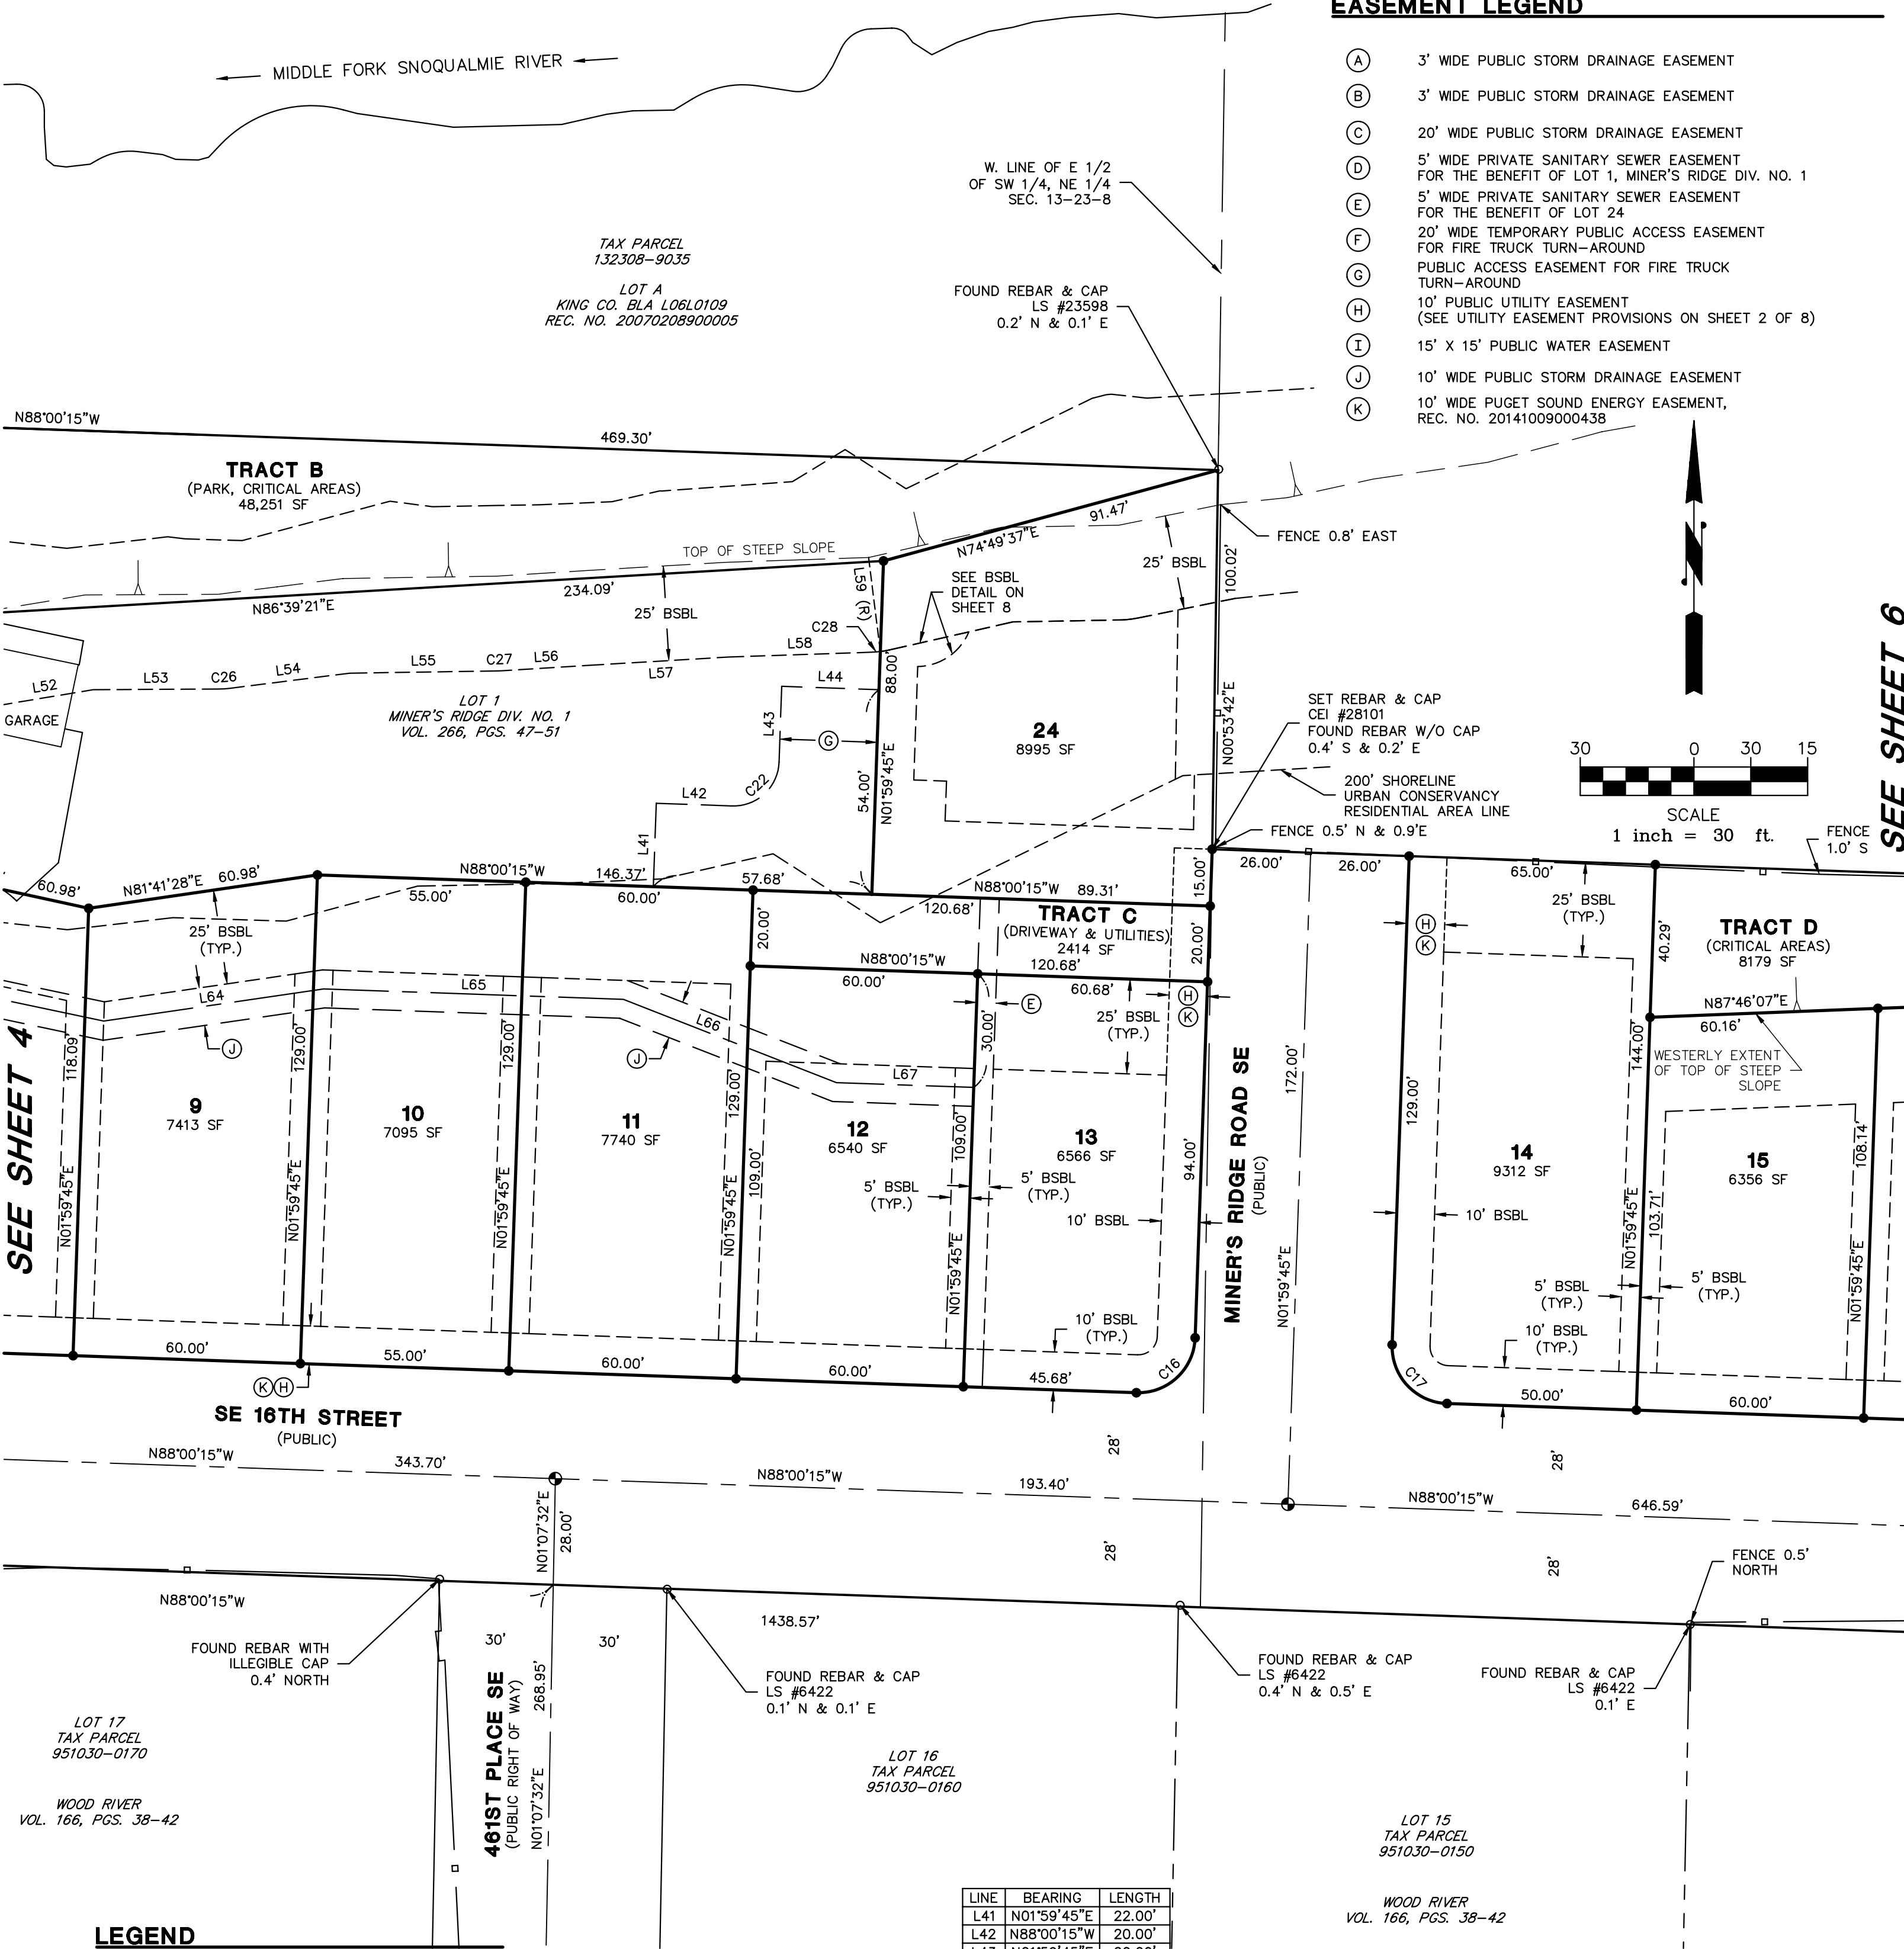 EASEMENT LEGEND
MIDDLE FORK SNOQUALMIE RIVER
A 3' WIDE PUBLIC STORM DRAINAGE EASEMENT
B 3' WIDE PUBLIC STORM DRAINAGE EASEMENT
C 20' WIDE PUBLIC STORM DRAINAGE EASEMENT
D 5' WIDE PRIVATE SANITARY SEWER EASEMENT
FOR THE BENEFIT OF LOT 1, MINER'S RIDGE DIV. NO. 1
E 5' WIDE PRIVATE SANITARY SEWER EASEMENT
FOR THE BENEFIT OF LOT 24
F 20' WIDE TEMPORARY PUBLIC ACCESS EASEMENT
FOR FIRE TRUCK TURN-AROUND
G PUBLIC ACCESS EASEMENT FOR FIRE TRUCK
TURN-AROUND
H 10' PUBLIC UTILITY EASEMENT
(SEE UTILITY EASEMENT PROVISIONS ON SHEET 2 OF 8)
I 15' X 15' PUBLIC WATER EASEMENT
J 10' WIDE PUBLIC STORM DRAINAGE EASEMENT
K 10' WIDE PUGET SOUND ENERGY EASEMENT,
REC. NO. 20141009000438
W. LINE OF E 1/2
OF SW 1/4, NE 1/4
SEC. 13-23-8
TAX PARCEL
132308-9035
LOT A
KING CO. BLA L06L0109
REC. NO. 20070208900005
FOUND REBAR & CAP
LS #23598
0.2' N & 0.1' E
N88°00'15"W
469.30'
TRACT B
(PARK, CRITICAL AREAS)
48,251 SF
TOP OF STEEP SLOPE
N74°49'37"E
91.47'
FENCE 0.8' EAST
100.02'
25' BSBL
N86°39'21"E
234.09'
25' BSBL
L59 (R)
SEE BSBL
DETAIL ON
SHEET 8
C28
L52
L53
C26
L54
L55
C27
L56
L57
L58
L44
88.00'
GARAGE
LOT 1
MINER'S RIDGE DIV. NO. 1
VOL. 266, PGS. 47-51
L43
G
24
8995 SF
N00°53'42"E
SET REBAR & CAP
CEI #28101
FOUND REBAR W/O CAP
0.4' S & 0.2' E
200' SHORELINE
URBAN CONSERVANCY
RESIDENTIAL AREA LINE
FENCE 0.5' N & 0.9'E
30 0 30 15
SCALE
1 inch = 30 ft.
FENCE
1.0' S
SEE SHEET 6
L42
C22
54.00'
N01°59'45"E
L41
60.98'
N81°41'28"E
60.98'
N88°00'15"W
146.37'
57.68'
55.00'
60.00'
N88°00'15"W 89.31'
120.68'
15.00'
26.00'
26.00'
65.00'
25' BSBL
(TYP.)
20.00'
TRACT C
(DRIVEWAY & UTILITIES)
2414 SF
20.00'
N88°00'15"W
120.68'
60.00'
60.68'
H
K
25' BSBL
(TYP.)
TRACT D
(CRITICAL AREAS)
8179 SF
40.29'
N87°46'07"E
60.16'
WESTERLY EXTENT
OF TOP OF STEEP
SLOPE
L64
L65
L66
L67
J
J
E
30.00'
25' BSBL
(TYP.)
H
K
SEE SHEET 4
118.09'
N01°59'45"E
9
7413 SF
129.00'
N01°59'45"E
10
7095 SF
129.00'
N01°59'45"E
11
7740 SF
129.00'
N01°59'45"E
109.00'
12
6540 SF
109.00'
N01°59'45"E
5' BSBL
(TYP.)
13
6566 SF
5' BSBL
(TYP.)
10' BSBL
94.00'
10' BSBL
(TYP.)
MINER'S RIDGE ROAD SE
(PUBLIC)
172.00'
N01°59'45"E
129.00'
14
9312 SF
10' BSBL
144.00'
N01°59'45"E
103.71'
15
6356 SF
108.14'
N01°59'45"E
5' BSBL
(TYP.)
5' BSBL
(TYP.)
10' BSBL
(TYP.)
60.00'
55.00'
60.00'
60.00'
45.68'
C16
C17
50.00'
60.00'
K H
SE 16TH STREET
(PUBLIC)
N88°00'15"W
343.70'
N88°00'15"W
193.40'
N88°00'15"W
646.59'
28'
28'
28'
28'
N01°07'32"E
28.00'
FENCE 0.5'
NORTH
N88°00'15"W
1438.57'
FOUND REBAR WITH
ILLEGIBLE CAP
0.4' NORTH
30'
30'
461ST PLACE SE
(PUBLIC RIGHT OF WAY)
N01°07'32"E
268.95'
FOUND REBAR & CAP
LS #6422
0.1' N & 0.1' E
FOUND REBAR & CAP
LS #6422
0.4' N & 0.5' E
FOUND REBAR & CAP
LS #6422
0.1' E
LOT 17
TAX PARCEL
951030-0170
WOOD RIVER
VOL. 166, PGS. 38-42
LOT 16
TAX PARCEL
951030-0160
LOT 15
TAX PARCEL
951030-0150
WOOD RIVER
VOL. 166, PGS. 38-42
LEGEND
LINE BEARING LENGTH
L41 N01°59'45"E 22.00'
L42 N88°00'15"W 20.00'